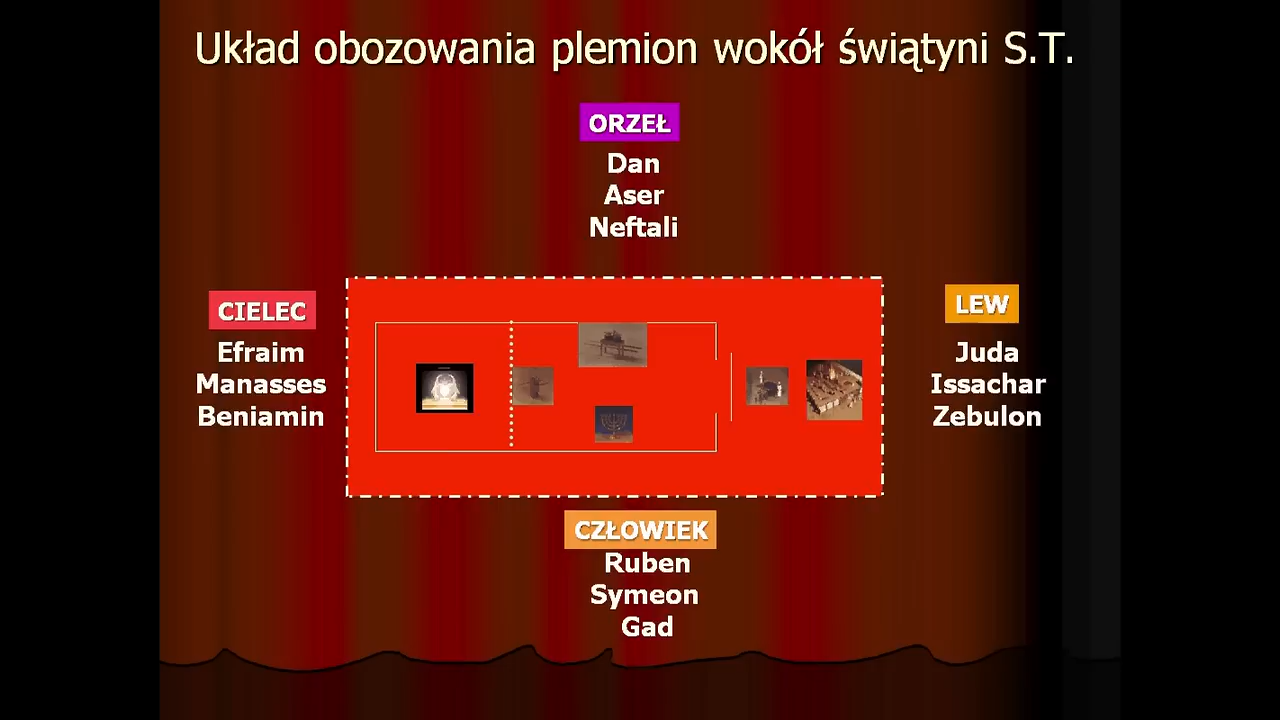 Układ obozowania plemion wokół świątyni S.T.
ORZEŁ
Dan
Aser
Neftali
CIELEC
Efraim
Manasses
Beniamin
LEW
Juda
Issachar
Zebulon
CZŁOWIEK
Ruben
Symeon
Gad